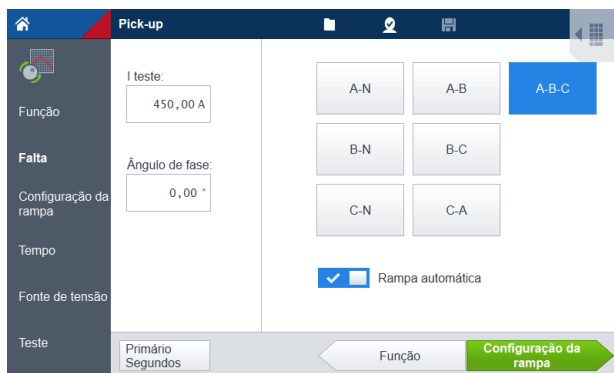 Pick-up
Função
Falta
Configuração da
rampa
Tempo
Fonte de tensão
Teste
I teste:
450,00 A
Ângulo de fase:
0,00 °
A-N
A-B
A-B-C
B-N
B-C
C-N
C-A
Rampa automática
Primário
Segundos
Função
Configuração da
rampa